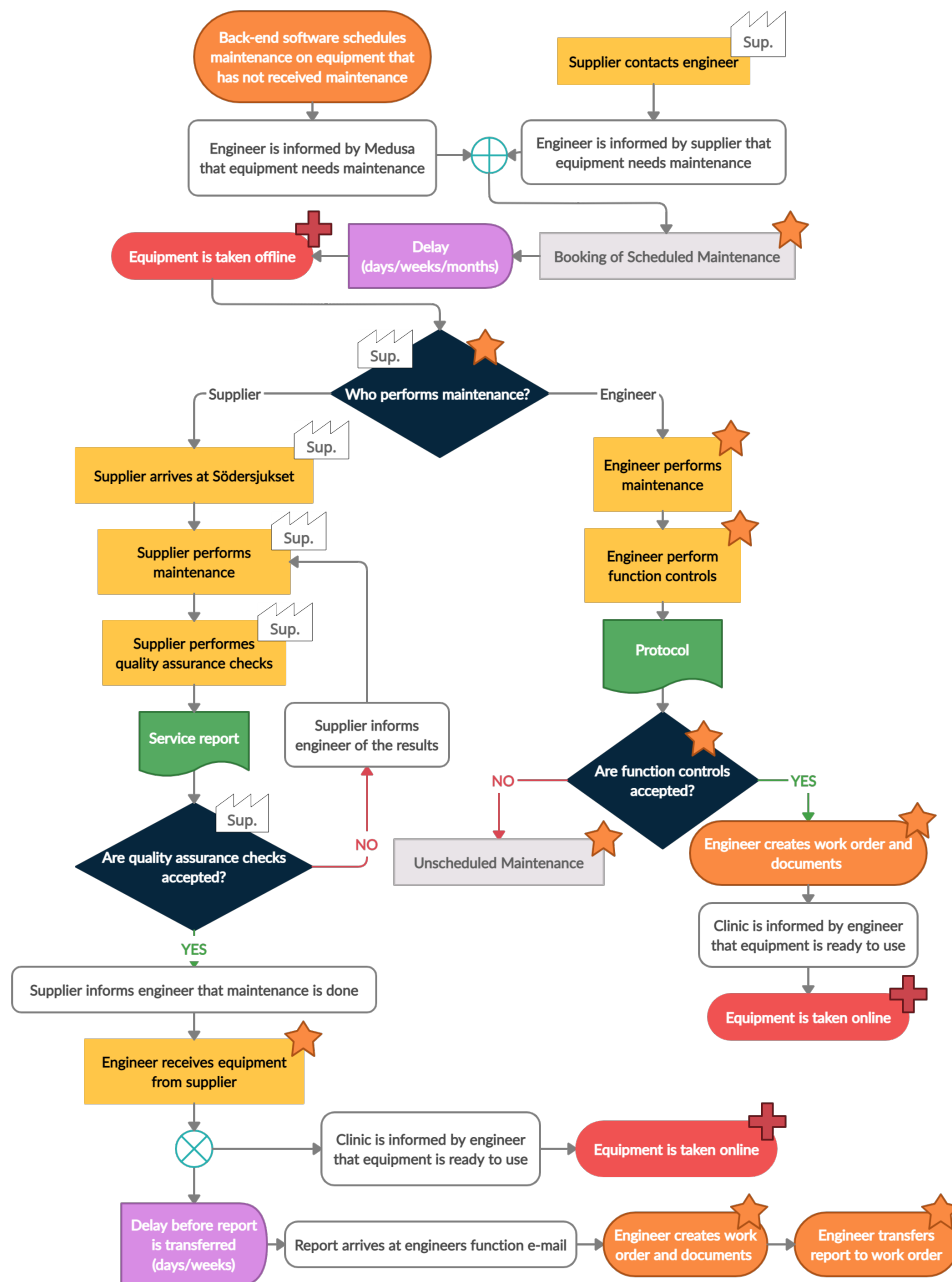 Back-end software schedules
maintenance on equipment that
has not received maintenance
Sup.
Supplier contacts engineer
Engineer is informed by Medusa
that equipment needs maintenance
Engineer is informed by supplier that
equipment needs maintenance
Equipment is taken offline
Delay
(days/weeks/months)
Booking of Scheduled Maintenance
Sup.
Who performs maintenance?
Supplier
Engineer
Sup.
Supplier arrives at Södersjukset
Engineer performs
maintenance
Sup.
Supplier performs
maintenance
Engineer perform
function controls
Sup.
Supplier performes
quality assurance checks
Protocol
Service report
Supplier informs
engineer of the results
Are function controls
accepted?
NO
YES
Sup.
Are quality assurance checks
accepted?
NO
Unscheduled Maintenance
Engineer creates work order and
documents
YES
Clinic is informed by engineer
that equipment is ready to use
Supplier informs engineer that maintenance is done
Equipment is taken online
Engineer receives equipment
from supplier
Clinic is informed by engineer
that equipment is ready to use
Equipment is taken online
Delay before report
is transferred
(days/weeks)
Report arrives at engineers function e-mail
Engineer creates work
order and documents
Engineer transfers
report to work order